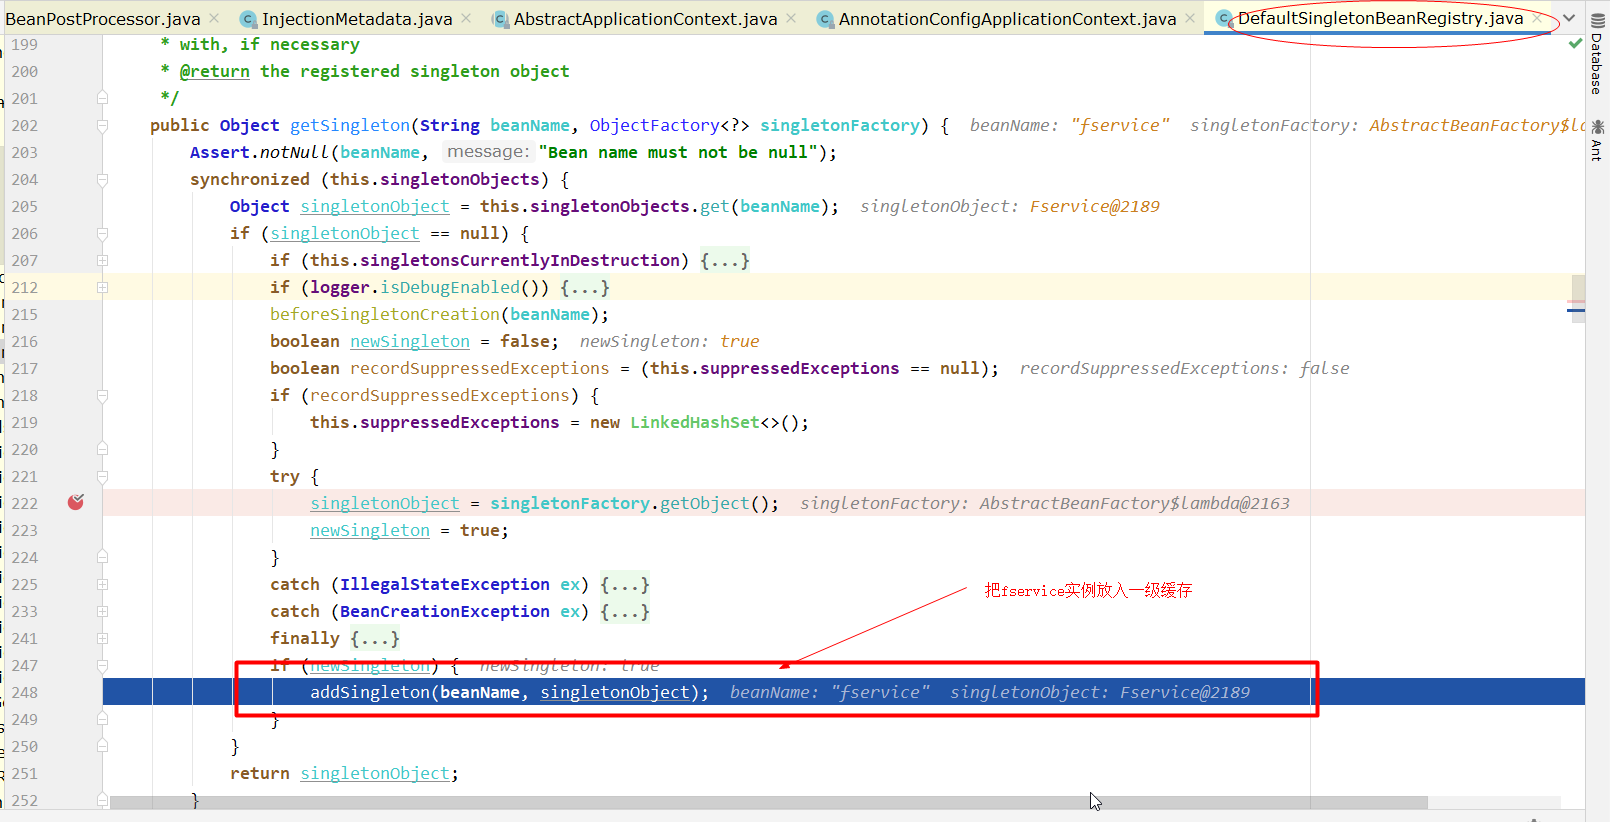 BeanPostProcessor.java InjectionMetadata.java AbstractApplicationContext.java AnnotationConfigApplicationContext.java DefaultSingletonBeanRegistry.java
Database
Ant
199 * with, if necessary
200 * @return the registered singleton object
201 */
202 public Object getSingleton(String beanName, ObjectFactory<?> singletonFactory) { beanName: "fservice" singletonFactory: AbstractBeanFactory$la
203 Assert.notNull(beanName, message: "Bean name must not be null");
204 synchronized (this.singletonObjects) {
205 Object singletonObject = this.singletonObjects.get(beanName); singletonObject: Fservice@2189
206 if (singletonObject == null) {
207 if (this.singletonsCurrentlyInDestruction) {...}
212 if (logger.isDebugEnabled()) {...}
215 beforeSingletonCreation(beanName);
216 boolean newSingleton = false; newSingleton: true
217 boolean recordSuppressedExceptions = (this.suppressedExceptions == null); recordSuppressedExceptions: false
218 if (recordSuppressedExceptions) {
219 this.suppressedExceptions = new LinkedHashSet<>();
220 }
221 try {
222 singletonObject = singletonFactory.getObject(); singletonFactory: AbstractBeanFactory$lambda@2163
223 newSingleton = true;
224 }
225 catch (IllegalStateException ex) {...}
把fservice实例放入一级缓存
233 catch (BeanCreationException ex) {...}
241 finally {...}
247 if (newSingleton) { newSingleton: true
248 addSingleton(beanName, singletonObject); beanName: "fservice" singletonObject: Fservice@2189
249 }
250 }
251 return singletonObject;
252 }